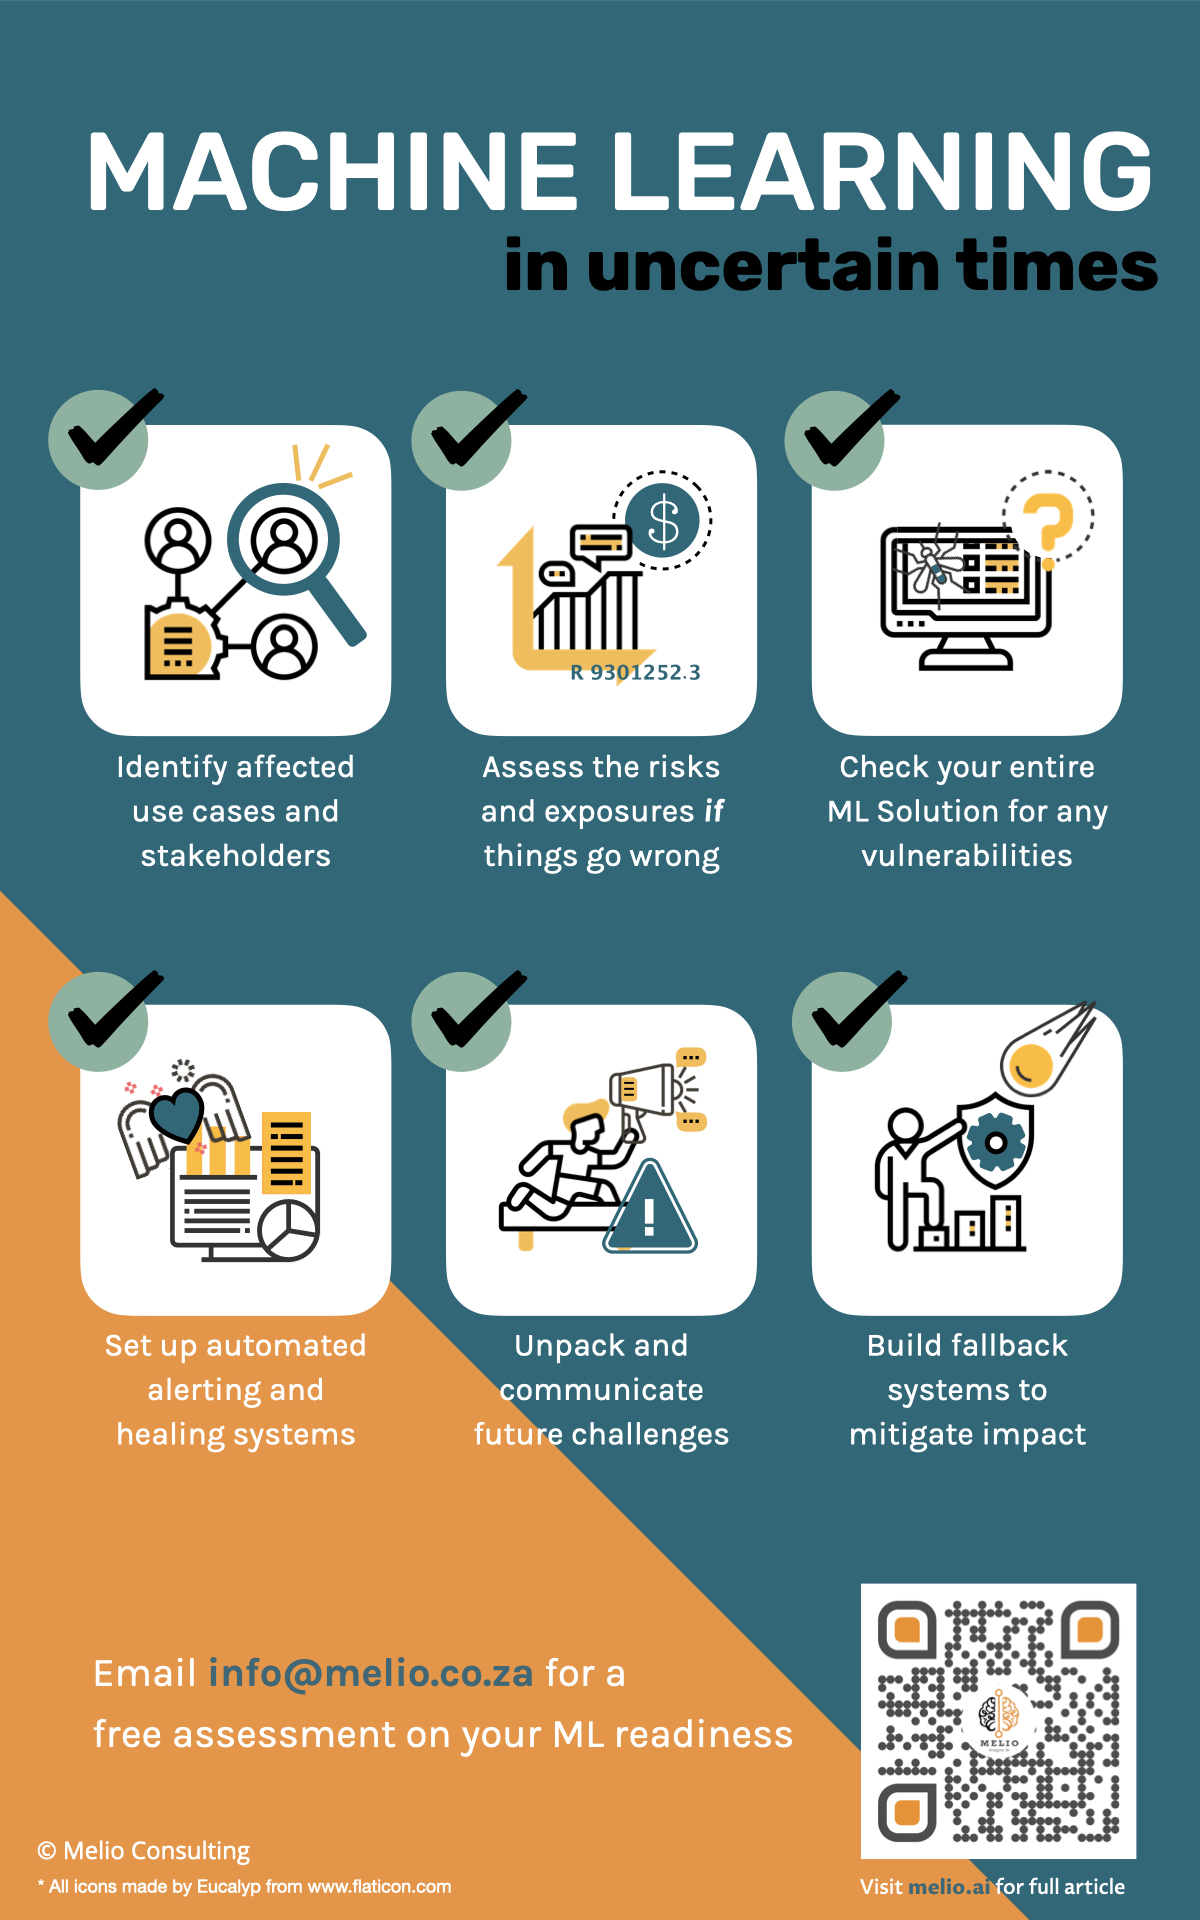 MACHINE LEARNING
in uncertain times
$
?
R 9301252.3
Identify affected
use cases and
stakeholders
Assess the risks
and exposures if
things go wrong
Check your entire
ML Solution for any
vulnerabilities
!
Set up automated
alerting and
healing systems
Unpack and
communicate
future challenges
Build fallback
systems to
mitigate impact
Email info@melio.co.za for a
free assessment on your ML readiness
MELIO
© Melio Consulting
* All icons made by Eucalyp from www.flaticon.com
Visit melio.ai for full article